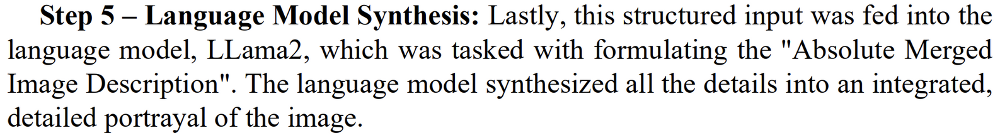 Step 5 – Language Model Synthesis: Lastly, this structured input was fed into the
language model, LLama2, which was tasked with formulating the "Absolute Merged
Image Description". The language model synthesized all the details into an integrated,
detailed portrayal of the image.